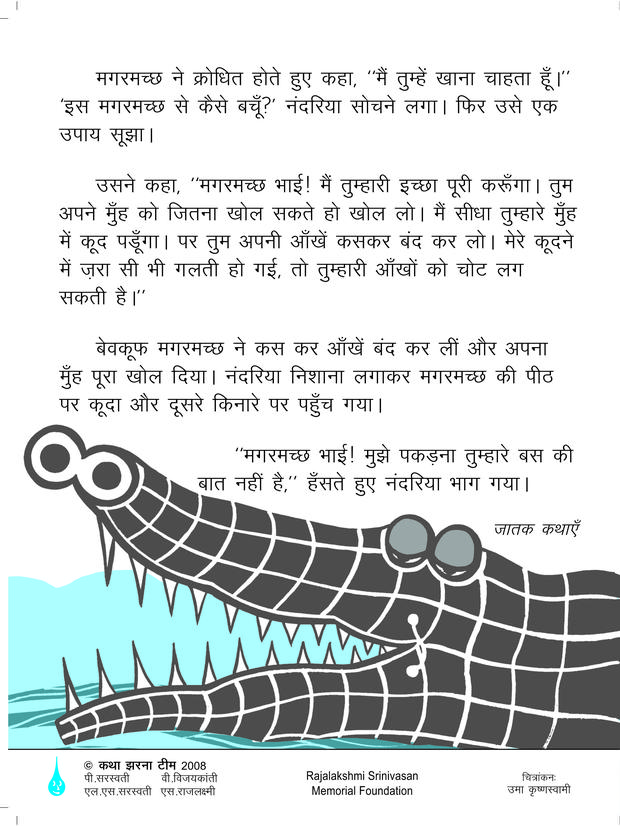 मगरमच्छ ने क्रोधित होते हुए कहा, ‘‘मैं तुम्हें खाना चाहता हूँ।’’
‘इस मगरमच्छ से कैसे बचूँ?’ नंदरिया सोचने लगा। फिर उसे एक
उपाय सूझा।
उसने कहा, ‘‘मगरमच्छ भाई! मैं तुम्हारी इच्छा पूरी करूँगा। तुम
अपने मुँह को जितना खोल सकते हो खोल लो। मैं सीधा तुम्हारे मुँह
में कूद पड़ूँगा। पर तुम अपनी आँखें कसकर बंद कर लो। मेरे कूदने
में ज़रा सी भी गलती हो गई, तो तुम्हारी आँखों को चोट लग
सकती है।’’
बेवकूफ मगरमच्छ ने कस कर आँखें बंद कर लीं और अपना
मुँह पूरा खोल दिया। नंदरिया निशाना लगाकर मगरमच्छ की पीठ
पर कूदा और दूसरे किनारे पर पहुँच गया।
‘‘मगरमच्छ भाई! मुझे पकड़ना तुम्हारे बस की
बात नहीं है,’’ हँसते हुए नंदरिया भाग गया।
जातक कथाएँ
© कथा झरना टीम 2008
पी.सरस्वती वी.विजयकांती
एल.एस.सरस्वती एस.राजलक्ष्मी
Rajalakshmi Srinivasan
Memorial Foundation
चित्रांकनः
उमा कृष्णस्वामी